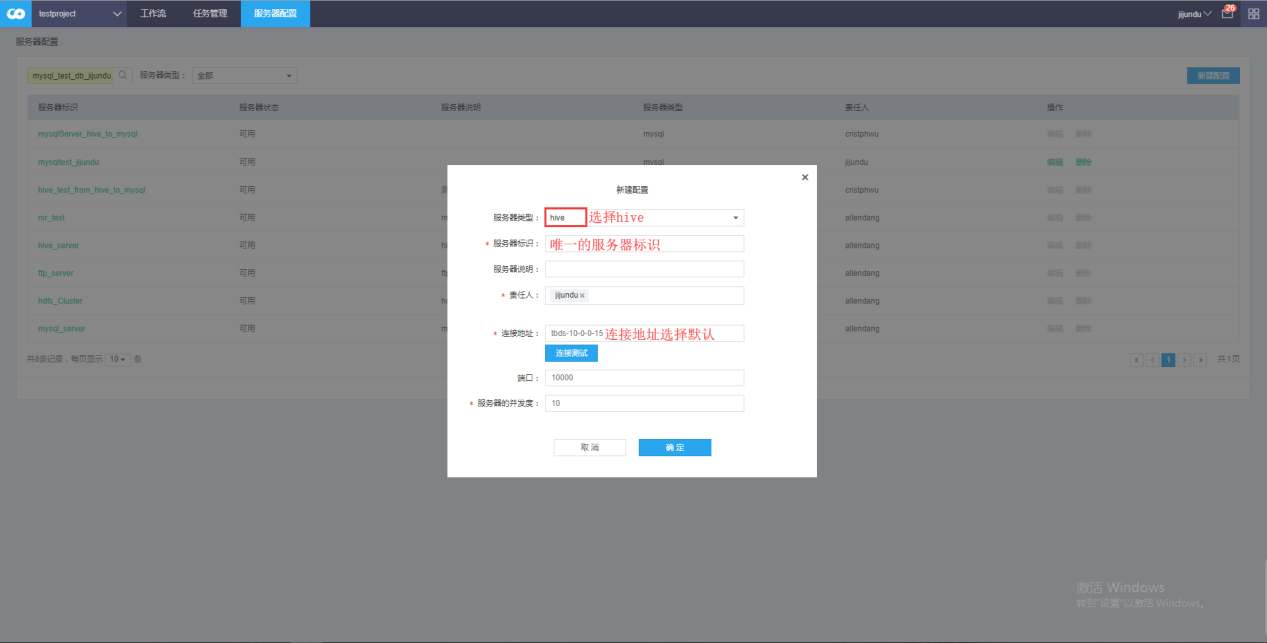 testproject 工作流 任务管理 服务器配置 jijundu 26
服务器配置
mysql_test_db_jijundu 服务器类型： 全部 新建配置
服务器标识 服务器状态 服务器说明 服务器类型 责任人 操作
mysqlServer_hive_to_mysql 可用 mysql cnstphwu 编辑 删除
mysqltest_jijundu 可用 mysql jijundu 编辑 删除
hive_test_from_hive_to_mysql 可用 cnstphwu 编辑 删除
mr_test 可用 m allendang 编辑 删除
hive_server 可用 hi allendang 编辑 删除
ftp_server 可用 ft allendang 编辑 删除
hdfs_Cluster 可用 h allendang 编辑 删除
mysql_server 可用 m allendang 编辑 删除
共8条记录，每页显示 10 条 « ‹ 1 › » 共1页
×
新建配置
服务器类型： hive 选择hive
* 服务器标识： 唯一的服务器标识
服务器说明：
* 责任人： jijundu ×
* 连接地址： tbds-10-0-0-15 连接地址选择默认
连接测试
端口： 10000
* 服务器的并发度： 10
取消 确定
激活 Windows
转到"设置"以激活 Windows。